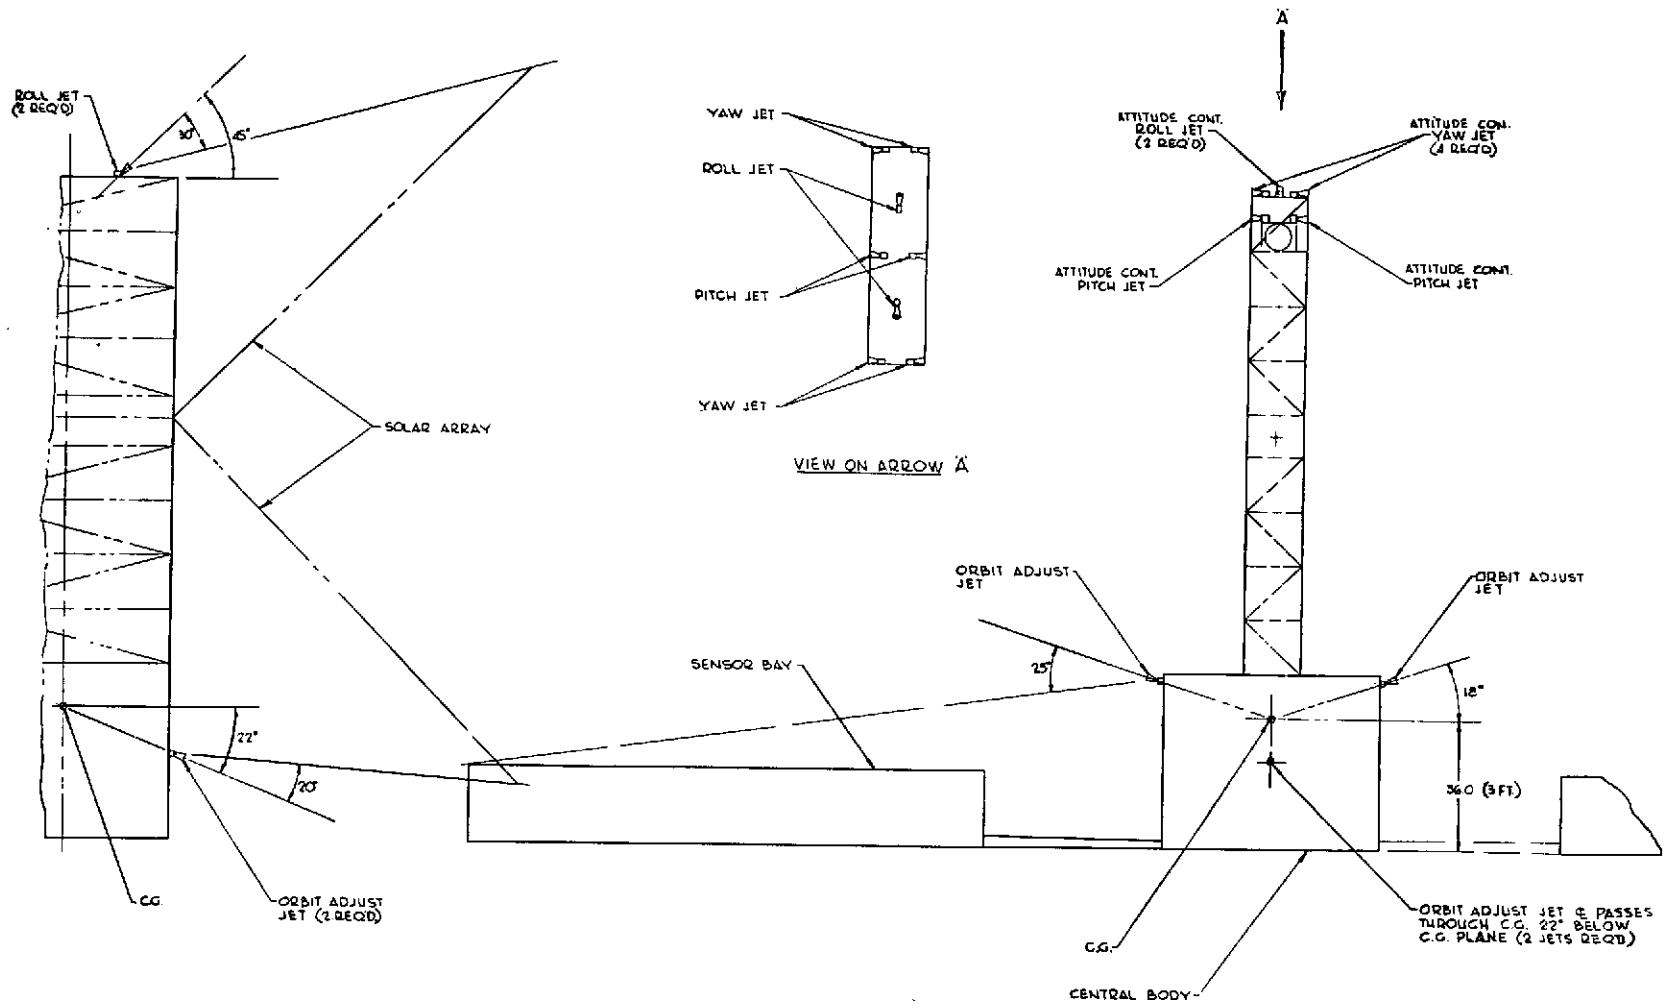 A
ROLL JET
(2 REQ'D)
30°
45°
YAW JET
ROLL JET
PITCH JET
YAW JET
VIEW ON ARROW A
ATTITUDE CONT.
ROLL JET
(2 REQ'D)
ATTITUDE CON.
YAW JET
(4 REQ'D)
ATTITUDE CONT.
PITCH JET
ATTITUDE CONT.
PITCH JET
SOLAR ARRAY
ORBIT ADJUST
JET
ORBIT ADJUST
JET
SENSOR BAY
25°
18°
22°
20°
36.0 (3 FT.)
C.G.
ORBIT ADJUST
JET (2 REQ'D)
C.G.
ORBIT ADJUST JET ℄ PASSES
THROUGH C.G. 22° BELOW
C.G. PLANE (2 JETS REQ'D)
CENTRAL BODY